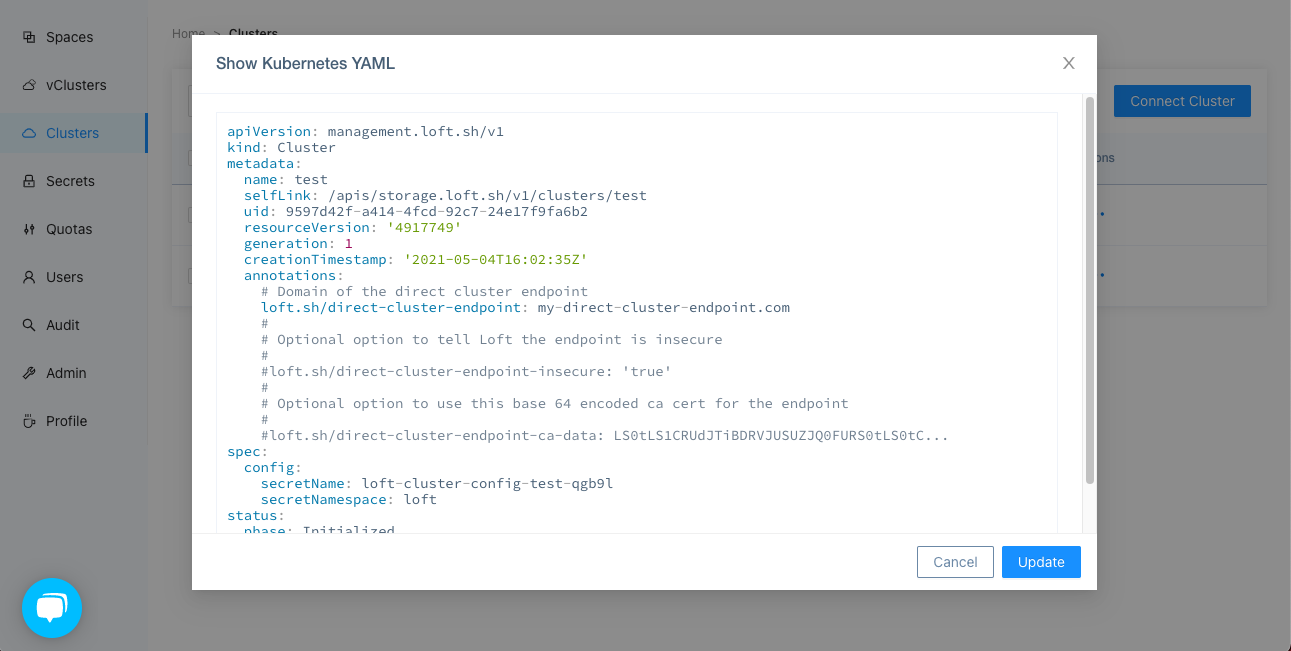 Spaces
vClusters
Clusters
Secrets
Quotas
Users
Audit
Admin
Profile
Home > Clusters
Connect Cluster
ons
Show Kubernetes YAML
apiVersion: management.loft.sh/v1
kind: Cluster
metadata:
  name: test
  selfLink: /apis/storage.loft.sh/v1/clusters/test
  uid: 9597d42f-a414-4fcd-92c7-24e17f9fa6b2
  resourceVersion: '4917749'
  generation: 1
  creationTimestamp: '2021-05-04T16:02:35Z'
  annotations:
    # Domain of the direct cluster endpoint
    loft.sh/direct-cluster-endpoint: my-direct-cluster-endpoint.com
    #
    # Optional option to tell Loft the endpoint is insecure
    #
    #loft.sh/direct-cluster-endpoint-insecure: 'true'
    #
    # Optional option to use this base 64 encoded ca cert for the endpoint
    #
    #loft.sh/direct-cluster-endpoint-ca-data: LS0tLS1CRUdJTiBDRVJUSUZJQ0FURS0tLS0tC...
spec:
  config:
    secretName: loft-cluster-config-test-qgb9l
    secretNamespace: loft
status:
  phase: Initialized
Cancel
Update